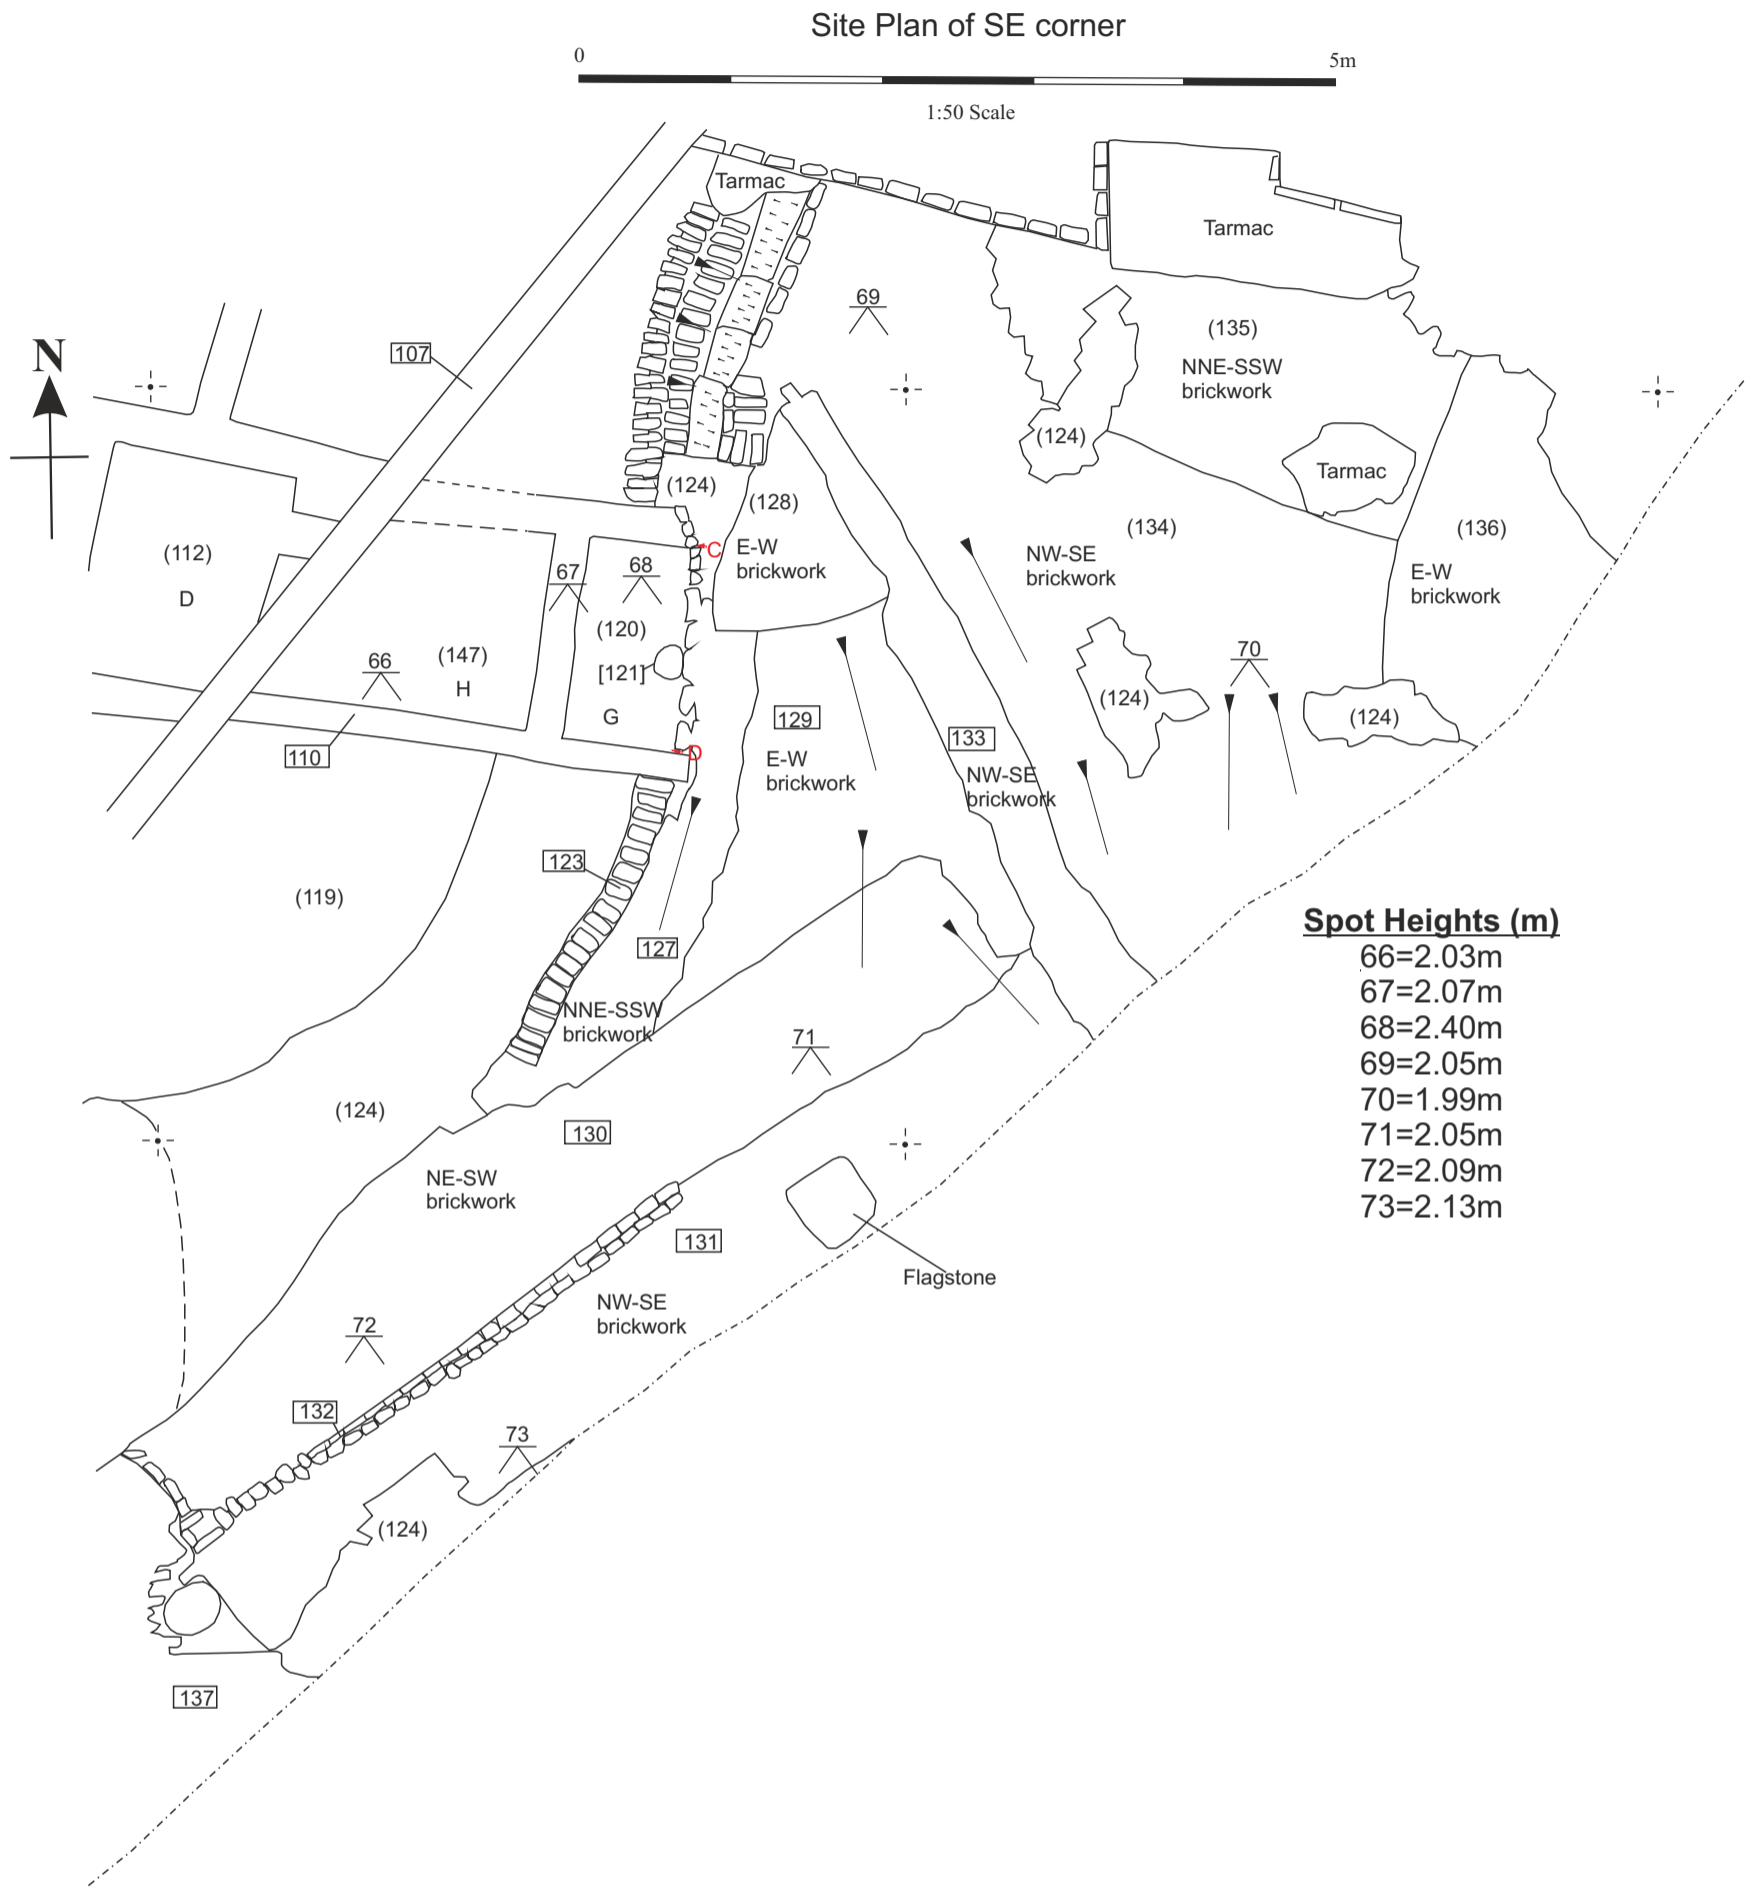 Site Plan of SE corner
0 5m
1:50 Scale
Tarmac
Tarmac
69
N
107
(135)
NNE-SSW
brickwork
(124)
Tarmac
(124)
(128)
(112)
D
C
E-W
brickwork
(134)
NW-SE
brickwork
(136)
E-W
brickwork
67
68
(120)
[121]
G
66
(147)
H
70
(124)
(124)
129
E-W
brickwork
133
NW-SE
brickwork
110
D
123
(119)
127
NNE-SSW
brickwork
Spot Heights (m)
66=2.03m
67=2.07m
68=2.40m
69=2.05m
70=1.99m
71=2.05m
72=2.09m
73=2.13m
71
(124)
130
NE-SW
brickwork
131
Flagstone
NW-SE
brickwork
72
132
73
(124)
137